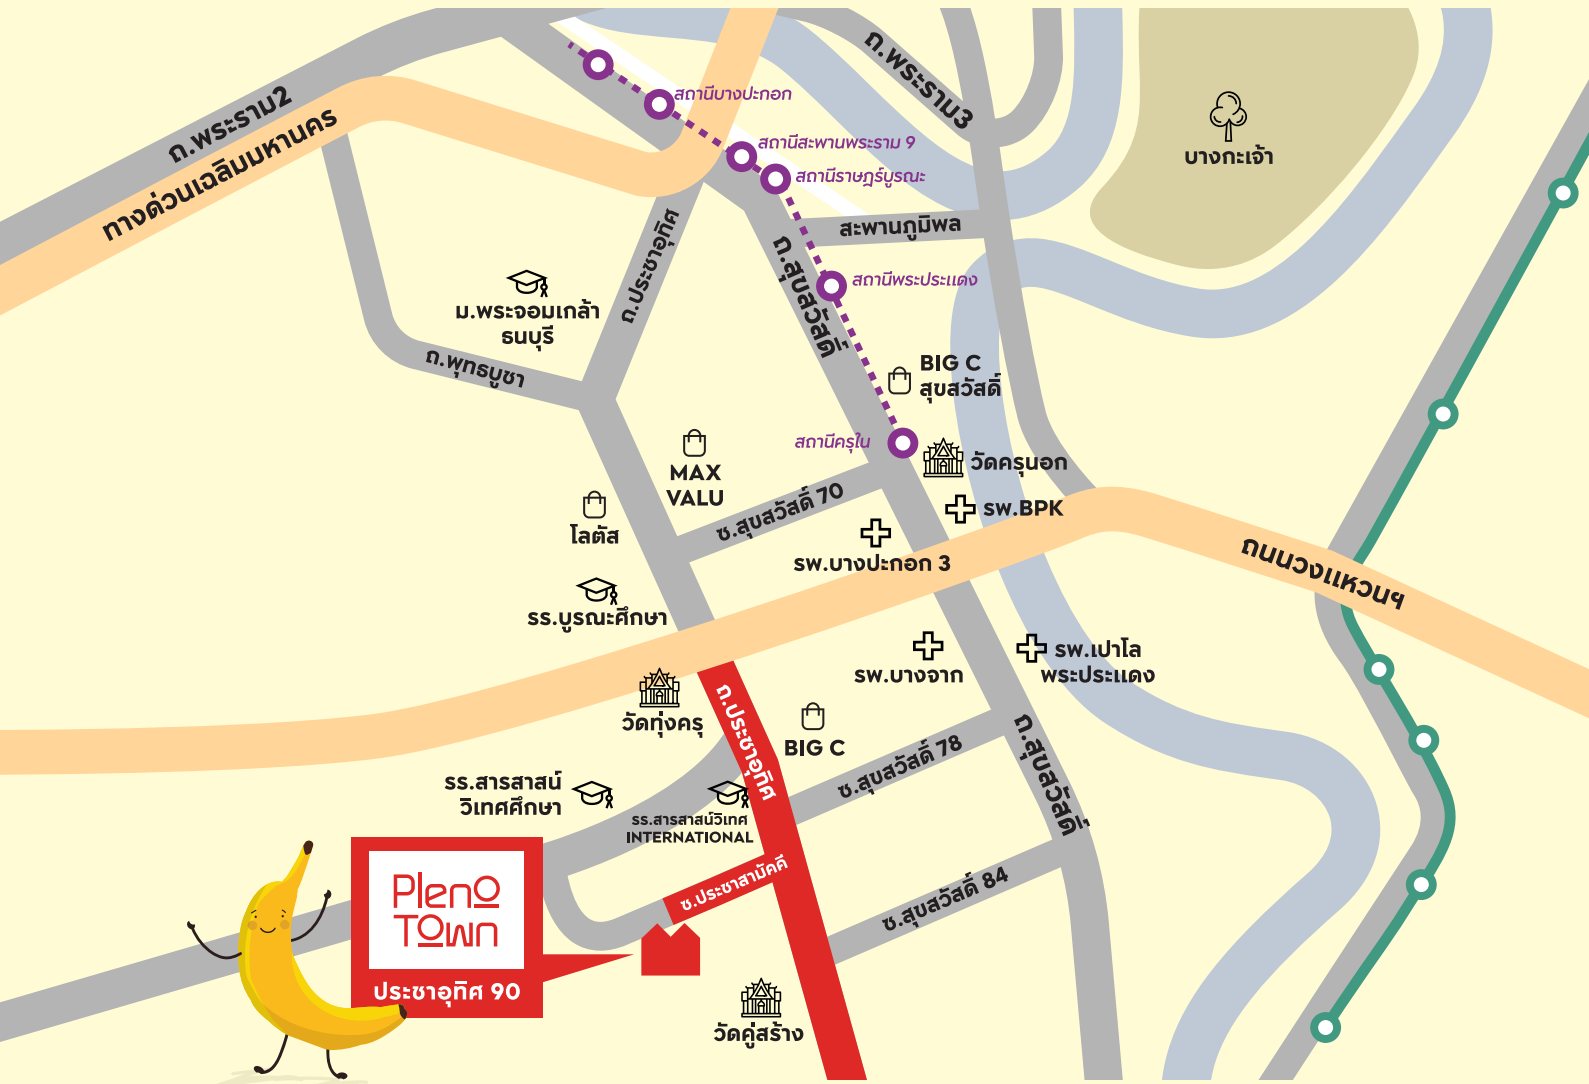 ถ.พระราม2
ทางด่วนเฉลิมมหานคร
สถานีบางปะกอก
สถานีสะพานพระราม 9
สถานีราษฎร์บูรณะ
ถ.พระราม3
บางกะเจ้า
สะพานภูมิพล
ถ.ประชาอุทิศ
ถ.สุขสวัสดิ์
สถานีพระประแดง
ม.พระจอมเกล้า
ธนบุรี
ถ.พุทธบูชา
BIG C
สุขสวัสดิ์
สถานีครุใน
วัดครุนอก
MAX
VALU
ซ.สุขสวัสดิ์ 70
รพ.BPK
โลตัส
รพ.บางปะกอก 3
ถนนวงแหวนฯ
รร.บูรณะศึกษา
รพ.บางจาก
รพ.เปาโล
พระประแดง
วัดทุ่งครุ
ถ.ประชาอุทิศ
BIG C
ซ.สุขสวัสดิ์ 78
ถ.สุขสวัสดิ์
รร.สารสาสน์
วิเทศศึกษา
รร.สารสาสน์วิเทศ
INTERNATIONAL
ซ.ประชาสามัคคี
ซ.สุขสวัสดิ์ 84
Pleno
Town
ประชาอุทิศ 90
วัดคู่สร้าง